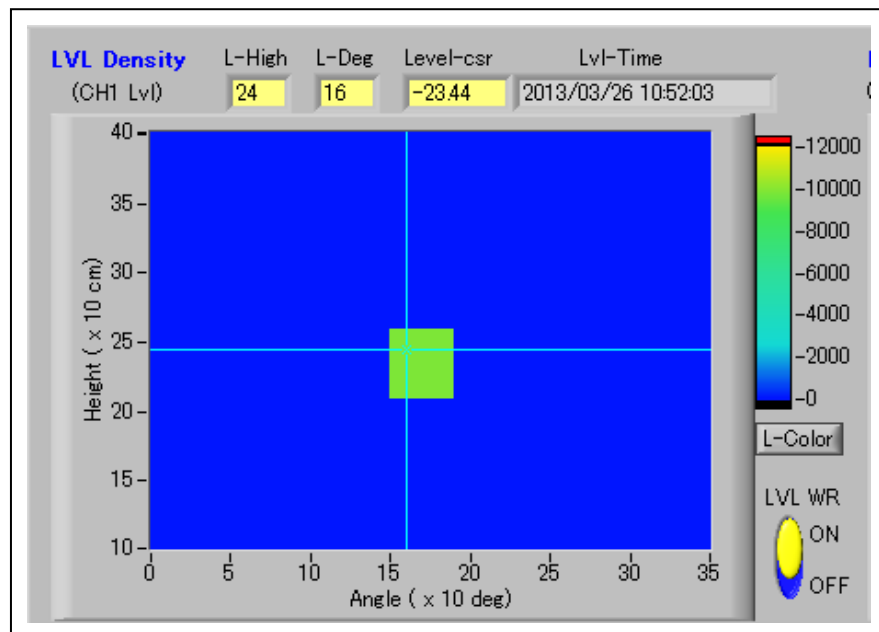 LVL Density L-High L-Deg Level-csr Lvl-Time
(CH1 Lvl) 24 16 -23.44 2013/03/26 10:52:03
Height ( x 10 cm)
40
35
30
25
20
15
10
0 5 10 15 20 25 30 35
Angle ( x 10 deg)
-12000
-10000
-8000
-6000
-4000
-2000
-0
L-Color
LVL WR
ON
OFF